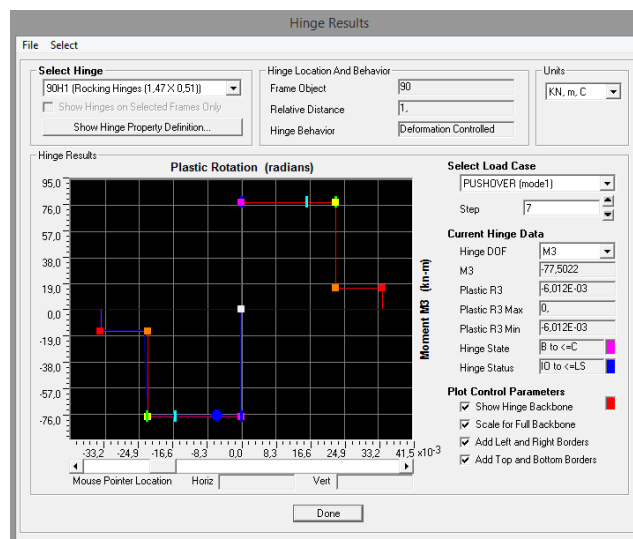 Hinge Results
File Select
Select Hinge
90H1 (Rocking Hinges (1,47 X 0,51))
Show Hinges on Selected Frames Only
Show Hinge Property Definition...
Hinge Location And Behavior
Frame Object 90
Relative Distance 1,
Hinge Behavior Deformation Controlled
Units
KN, m, C
Hinge Results
Plastic Rotation (radians)
95,0
76,0
57,0
38,0
19,0
0,0
-19,0
-38,0
-57,0
-76,0
-33,2 -24,9 -16,6 -8,3 0,0 8,3 16,6 24,9 33,2 41,5 x10 -3
Moment M3 (kn-m)
Mouse Pointer Location Horiz Vert
Select Load Case
PUSHOVER (mode1)
Step 7
Current Hinge Data
Hinge DOF M3
M3 -77,5022
Plastic R3 -6,012E-03
Plastic R3 Max 0,
Plastic R3 Min -6,012E-03
Hinge State B to <=C
Hinge Status IO to <=LS
Plot Control Parameters
Show Hinge Backbone
Scale for Full Backbone
Add Left and Right Borders
Add Top and Bottom Borders
Done